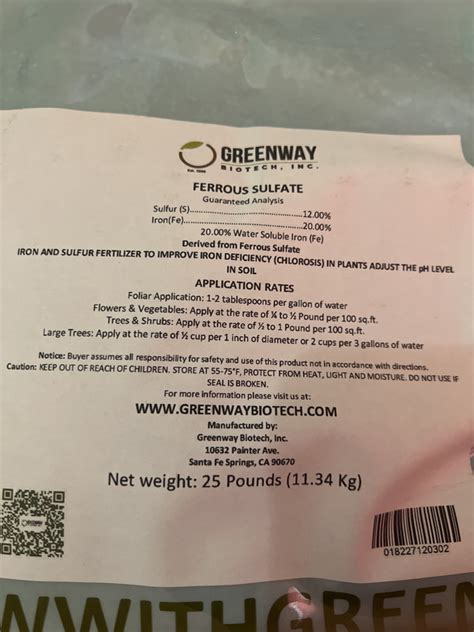 GREENWAY
BIOTECH, INC.
FERROUS SULFATE
Guaranteed Analysis
Sulfur (S)..........................................12.00%
Iron(Fe)............................................20.00%
20.00% Water Soluble Iron (Fe)
Derived from Ferrous Sulfate
IRON AND SULFUR FERTILIZER TO IMPROVE IRON DEFICIENCY (CHLOROSIS) IN PLANTS ADJUST THE pH LEVEL
IN SOIL
APPLICATION RATES
Foliar Application: 1-2 tablespoons per gallon of water
Flowers & Vegetables: Apply at the rate of ¼ to ½ Pound per 100 sq.ft.
Trees & Shrubs: Apply at the rate of ½ to 1 Pound per 100 sq.ft.
Large Trees: Apply at the rate of ½ cup per 1 inch of diameter or 2 cups per 3 gallons of water
Notice: Buyer assumes all responsibility for safety and use of this product not in accordance with directions.
Caution: KEEP OUT OF REACH OF CHILDREN. STORE AT 55-75°F, PROTECT FROM HEAT, LIGHT AND MOISTURE. DO NOT USE IF
SEAL IS BROKEN.
For more information please visit us at:
WWW.GREENWAYBIOTECH.COM
Manufactured by:
Greenway Biotech, Inc.
10632 Painter Ave.
Santa Fe Springs, CA 90670
Net weight: 25 Pounds (11.34 Kg)
018227120302
WWITHGREEN